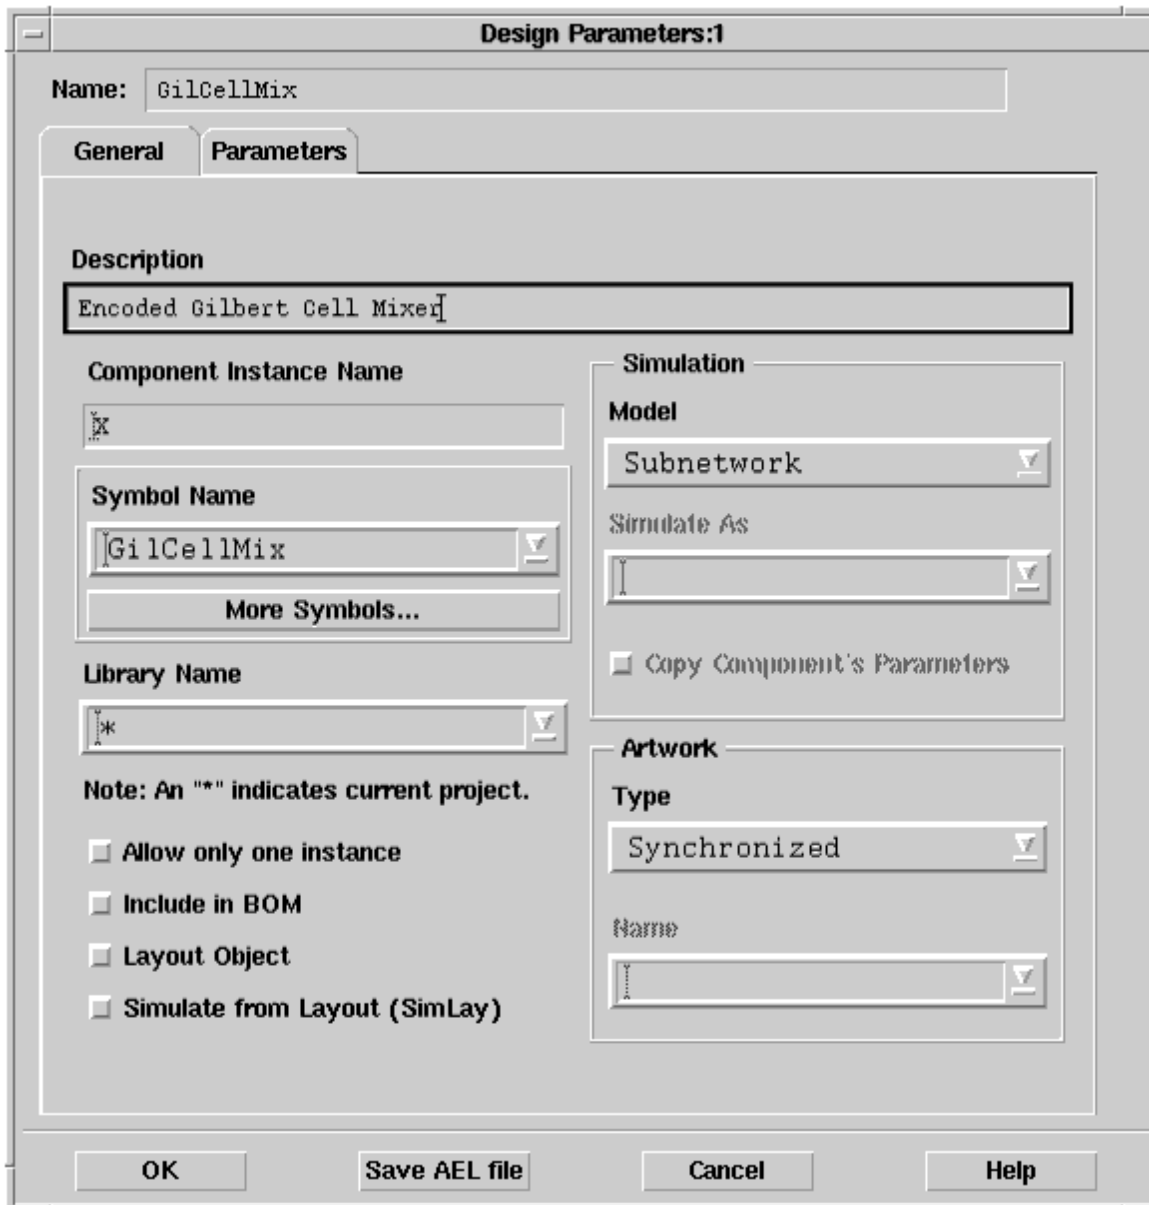 Design Parameters:1
Name: GilCellMix
General Parameters
Description
Encoded Gilbert Cell Mixer
Component Instance Name
x
Symbol Name
GilCellMix
More Symbols...
Library Name
*
Note: An "*" indicates current project.
Allow only one instance
Include in BOM
Layout Object
Simulate from Layout (SimLay)
Simulation
Model
Subnetwork
Simulate As
Copy Component's Parameters
Artwork
Type
Synchronized
Name
OK Save AEL file Cancel Help